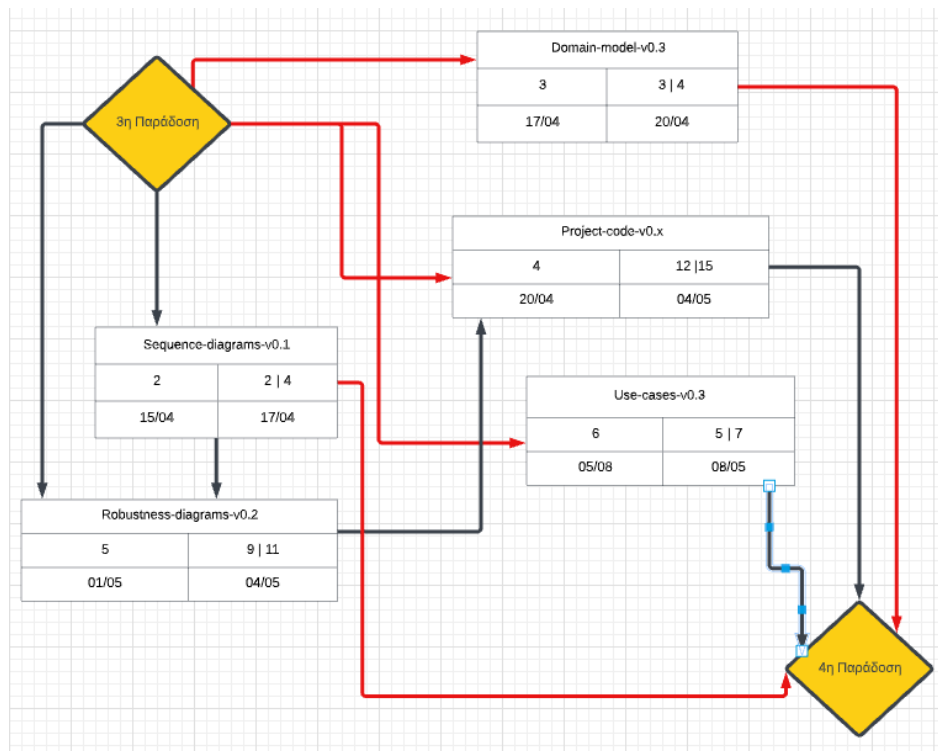 3η Παράδοση
Domain-model-v0.3
3
3 | 4
17/04
20/04
Project-code-v0.x
4
12 |15
20/04
04/05
Sequence-diagrams-v0.1
2
2 | 4
15/04
17/04
Use-cases-v0.3
6
5 | 7
05/08
08/05
Robustness-diagrams-v0.2
5
9 | 11
01/05
04/05
4η Παράδοση